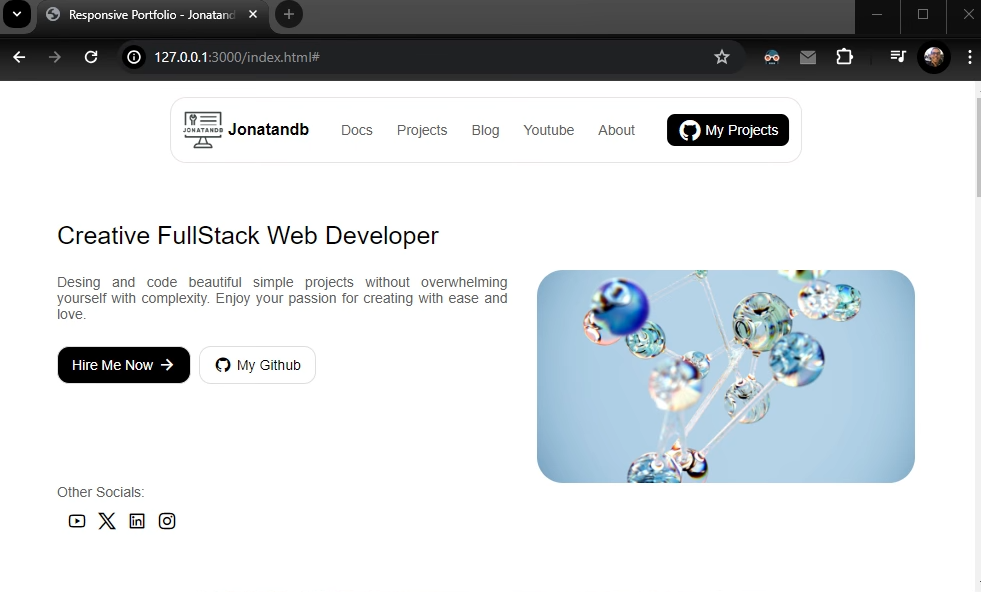 Responsive Portfolio - Jonatand
127.0.0.1:3000/index.html#
JONATANDB
Jonatandb
Docs
Projects
Blog
Youtube
About
My Projects
Creative FullStack Web Developer
Desing and code beautiful simple projects without overwhelming
yourself with complexity. Enjoy your passion for creating with ease and
love.
Hire Me Now
My Github
Other Socials: